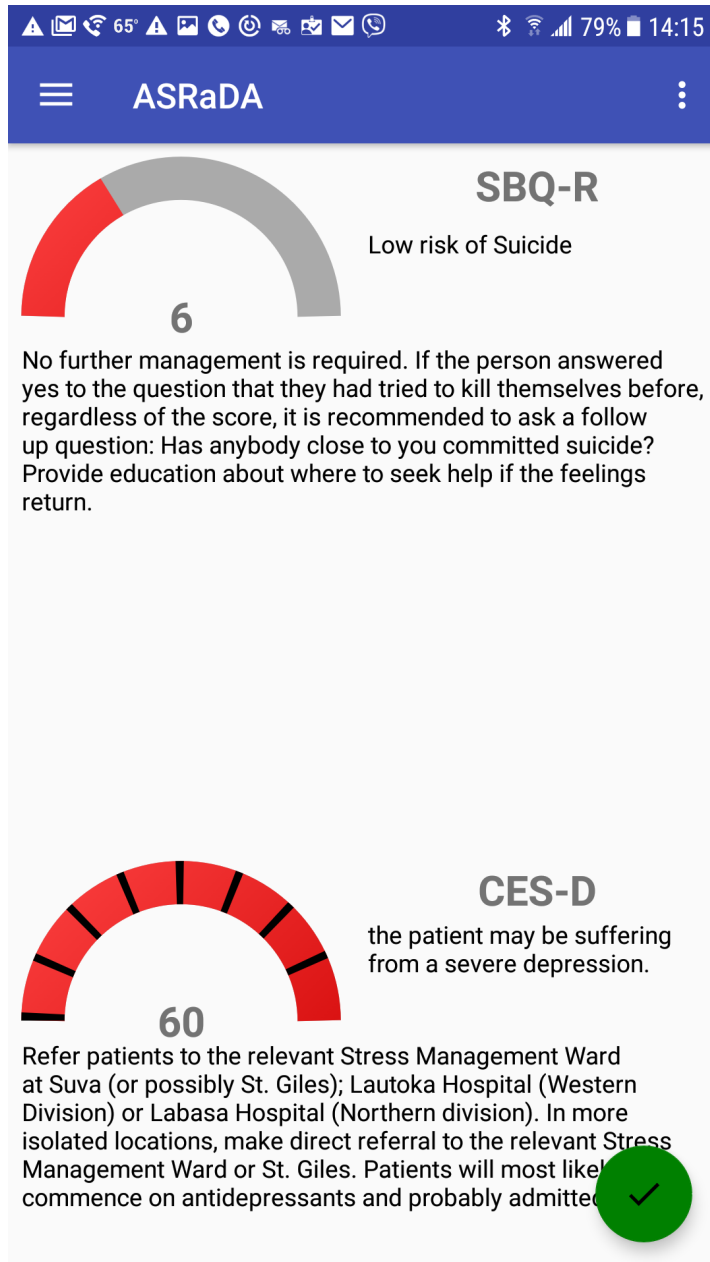 65° 79% 14:15
ASRaDA
SBQ-R
Low risk of Suicide
6
No further management is required. If the person answered
yes to the question that they had tried to kill themselves before,
regardless of the score, it is recommended to ask a follow
up question: Has anybody close to you committed suicide?
Provide education about where to seek help if the feelings
return.
CES-D
the patient may be suffering
from a severe depression.
60
Refer patients to the relevant Stress Management Ward
at Suva (or possibly St. Giles); Lautoka Hospital (Western
Division) or Labasa Hospital (Northern division). In more
isolated locations, make direct referral to the relevant Stress
Management Ward or St. Giles. Patients will most
commence on antidepressants and probably